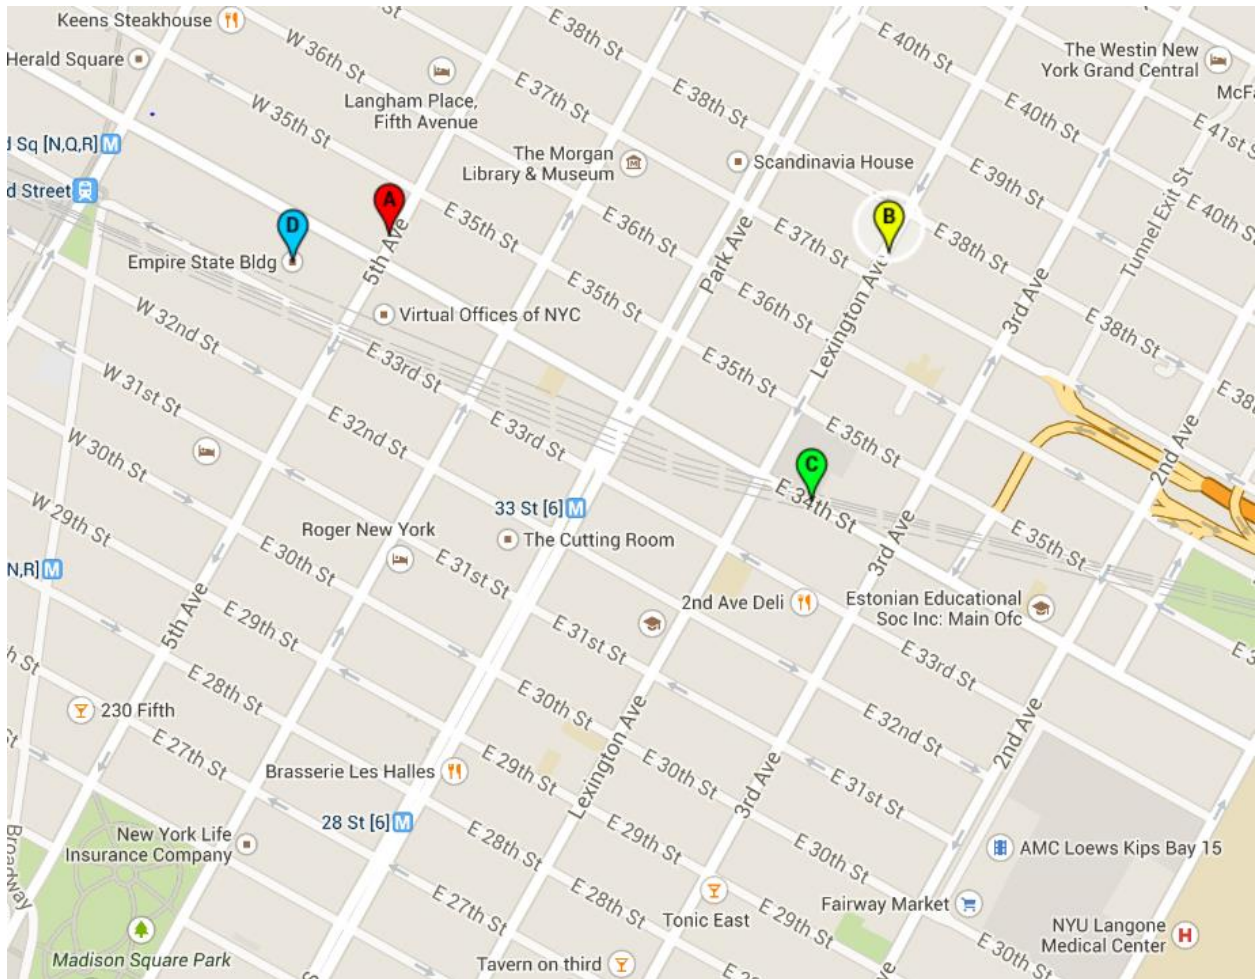 Keens Steakhouse
Herald Square
W 36th St
W 35th St
Langham Place,
Fifth Avenue
E 38th St
E 37th St
E 38th St
E 40th St
E 40th St
E 41st St
The Westin New
York Grand Central
McFa
d Sq [N,Q,R] M
d Street
The Morgan
Library & Museum
Scandinavia House
E 39th St
E 40th St
Tunnel Exit St
A
D
B
Empire State Bldg
5th Ave
E 35th St
E 36th St
Park Ave
E 37th St
E 38th St
Lexington Ave
3rd Ave
E 38th St
E 38
Virtual Offices of NYC
E 35th St
E 36th St
W 32nd St
W 31st St
W 30th St
W 29th St
E 33rd St
E 32nd St
E 33rd St
E 35th St
E 35th St
E 35th St
C
E 34th St
2nd Ave
3rd Ave
33 St [6] M
The Cutting Room
Roger New York
N,R] M
E 30th St
E 31st St
2nd Ave Deli
Estonian Educational
Soc Inc: Main Ofc
5th Ave
E 29th St
E 31st St
E 33rd St
E 3
h St
E 28th St
E 30th St
E 32nd St
230 Fifth
St
E 27th St
Lexington Ave
2nd Ave
Brasserie Les Halles
E 29th St
E 30th St
3rd Ave
E 31st St
28 St [6] M
New York Life
Insurance Company
Broadway
E 28th St
E 29th St
E 30th St
AMC Loews Kips Bay 15
E 27th St
E 28th St
Tonic East
E 29th St
Fairway Market
E 30th St
NYU Langone
Medical Center
H
Madison Square Park
Tavern on third